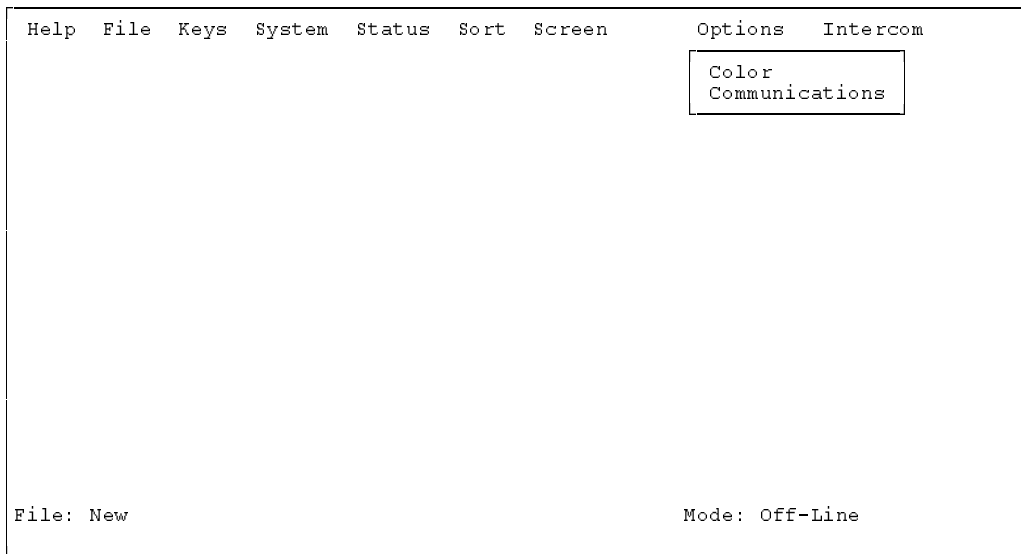 Help File Keys System Status Sort Screen Options Intercom
Color
Communications
File: New Mode: Off-Line